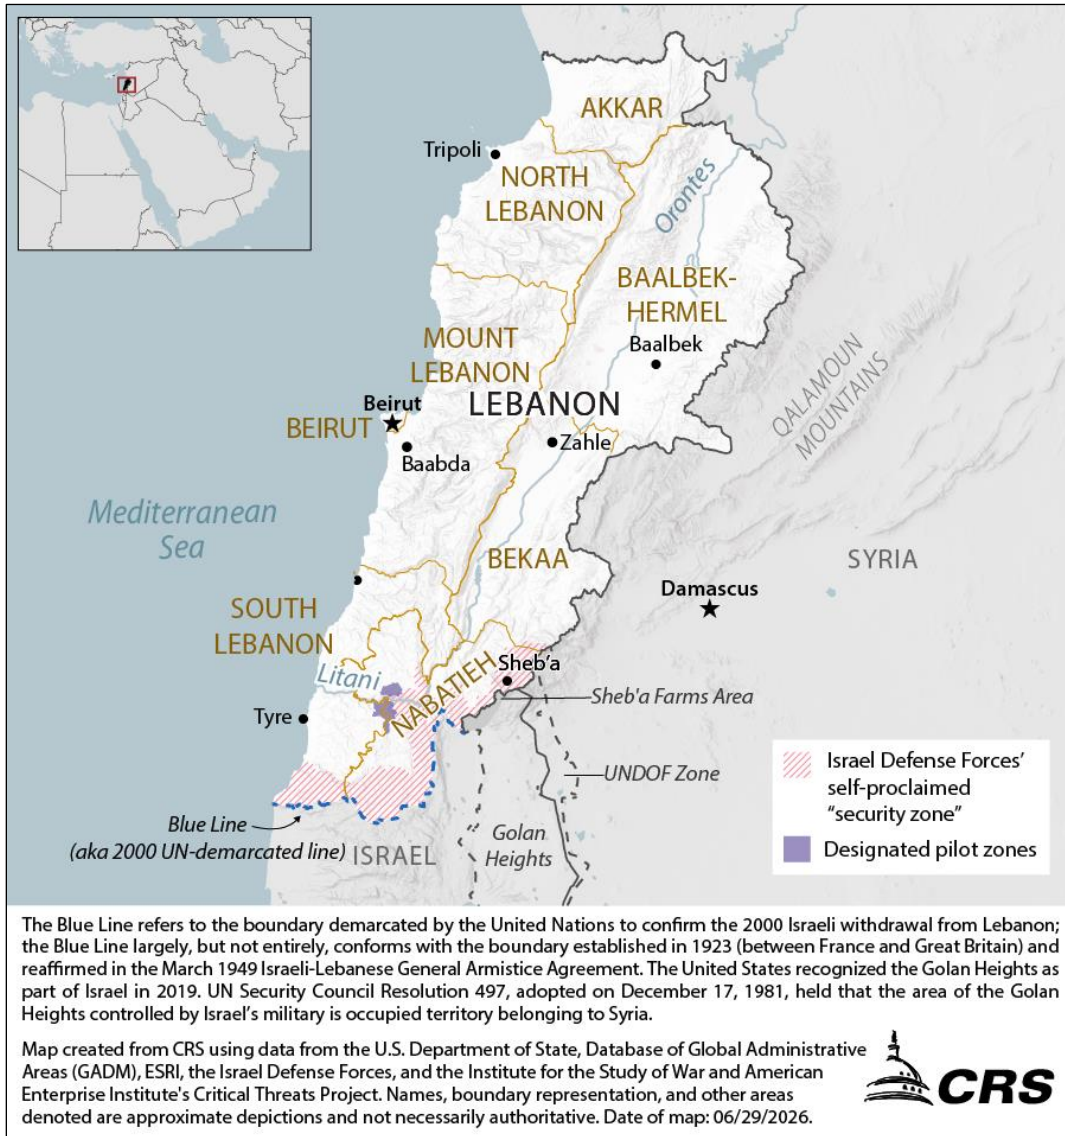 AKKAR
Tripoli
NORTH
LEBANON
Orontes
BAALBEK-
HERMEL
Baalbek
MOUNT
LEBANON
QALAMOUN
MOUNTAINS
LEBANON
Beirut
BEIRUT
Zahle
Baabda
Mediterranean
Sea
BEKAA
SYRIA
Damascus
SOUTH
LEBANON
Sheb'a
Litani
NABATIEH
Sheb'a Farms Area
Tyre
UNDOF Zone
Israel Defense Forces'
self-proclaimed
"security zone"
Designated pilot zones
Blue Line
(aka 2000 UN-demarcated line)
ISRAEL
Golan
Heights
The Blue Line refers to the boundary demarcated by the United Nations to confirm the 2000 Israeli withdrawal from Lebanon;
the Blue Line largely, but not entirely, conforms with the boundary established in 1923 (between France and Great Britain) and
reaffirmed in the March 1949 Israeli-Lebanese General Armistice Agreement. The United States recognized the Golan Heights as
part of Israel in 2019. UN Security Council Resolution 497, adopted on December 17, 1981, held that the area of the Golan
Heights controlled by Israel's military is occupied territory belonging to Syria.
Map created from CRS using data from the U.S. Department of State, Database of Global Administrative
Areas (GADM), ESRI, the Israel Defense Forces, and the Institute for the Study of War and American
Enterprise Institute's Critical Threats Project. Names, boundary representation, and other areas
denoted are approximate depictions and not necessarily authoritative. Date of map: 06/29/2026.
CRS